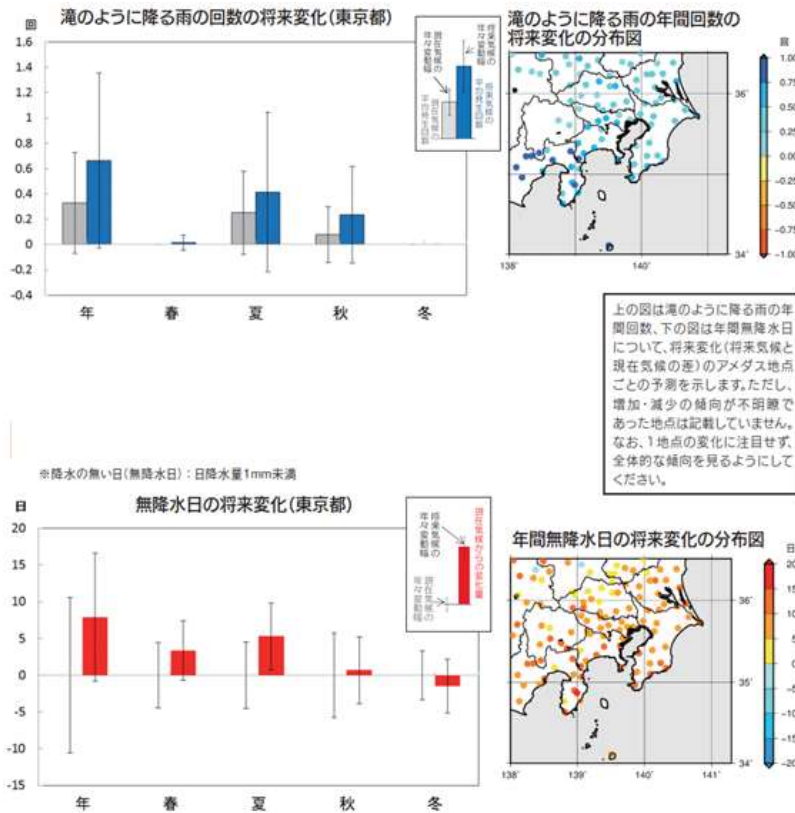 滝のように降る雨の回数の将来変化(東京都)
回
1.6
1.4
1.2
1
0.8
0.6
0.4
0.2
0
-0.2
-0.4
年
春
夏
秋
冬
将来気候の
年々変動幅
現在気候の
年々変動幅
現在気候の
平均発生回数
将来気候の
平均発生回数
滝のように降る雨の年間回数の
将来変化の分布図
回
1.00
0.75
0.50
0.25
0.00
-0.25
-0.50
-0.75
-1.00
36°
34°
138°
140°
上の図は滝のように降る雨の年
間回数、下の図は年間無降水日
について、将来変化(将来気候と
現在気候の差)のアメダス地点
ごとの予測を示します。ただし、
増加・減少の傾向が不明瞭で
あった地点は記載していません。
なお、1地点の変化に注目せず、
全体的な傾向を見るようにして
ください。
※降水の無い日(無降水日):日降水量1mm未満
無降水日の将来変化(東京都)
日
20
15
10
5
0
-5
-10
-15
年
春
夏
秋
冬
将来気候の
年々変動幅
現在気候からの変化量
現在気候の
年々変動幅
年間無降水日の将来変化の分布図
日
20
15
10
5
0
-5
-10
-15
-20
36°
35°
34°
138°
139°
140°
141°